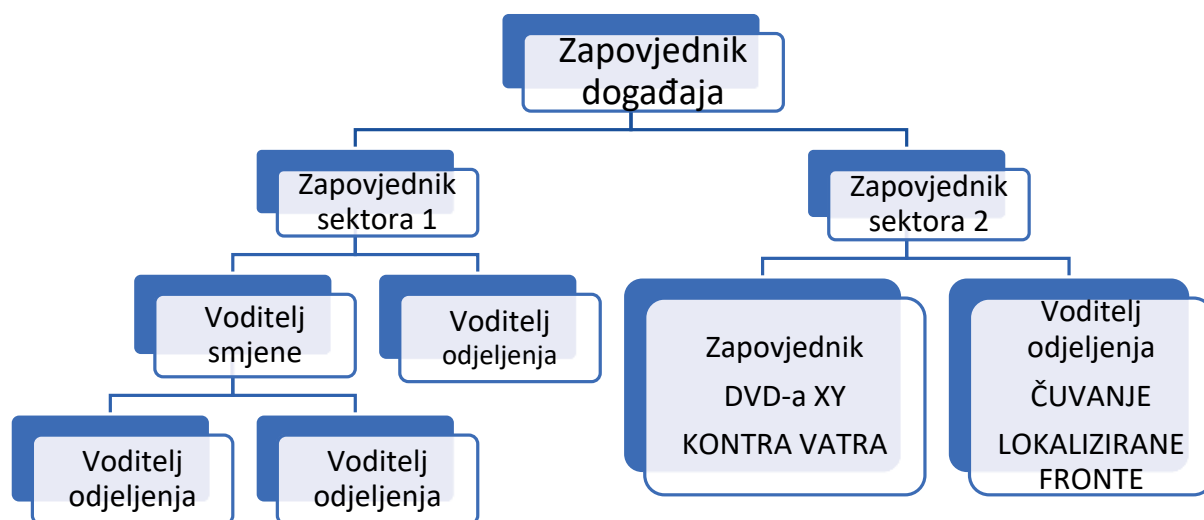 Zapovjednik
događaja
Zapovjednik
sektora 1
Zapovjednik
sektora 2
Voditelj
smjene
Voditelj
odjeljenja
Zapovjednik
DVD-a XY
KONTRA VATRA
Voditelj
odjeljenja
ČUVANJE
LOKALIZIRANE
FRONTE
Voditelj
odjeljenja
Voditelj
odjeljenja